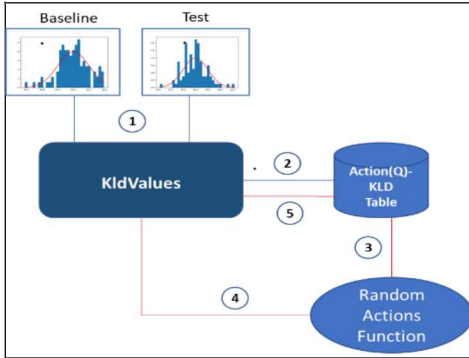 Baseline
Test
1
KldValues
2
5
Action(Q)-
KLD
Table
3
4
Random
Actions
Function